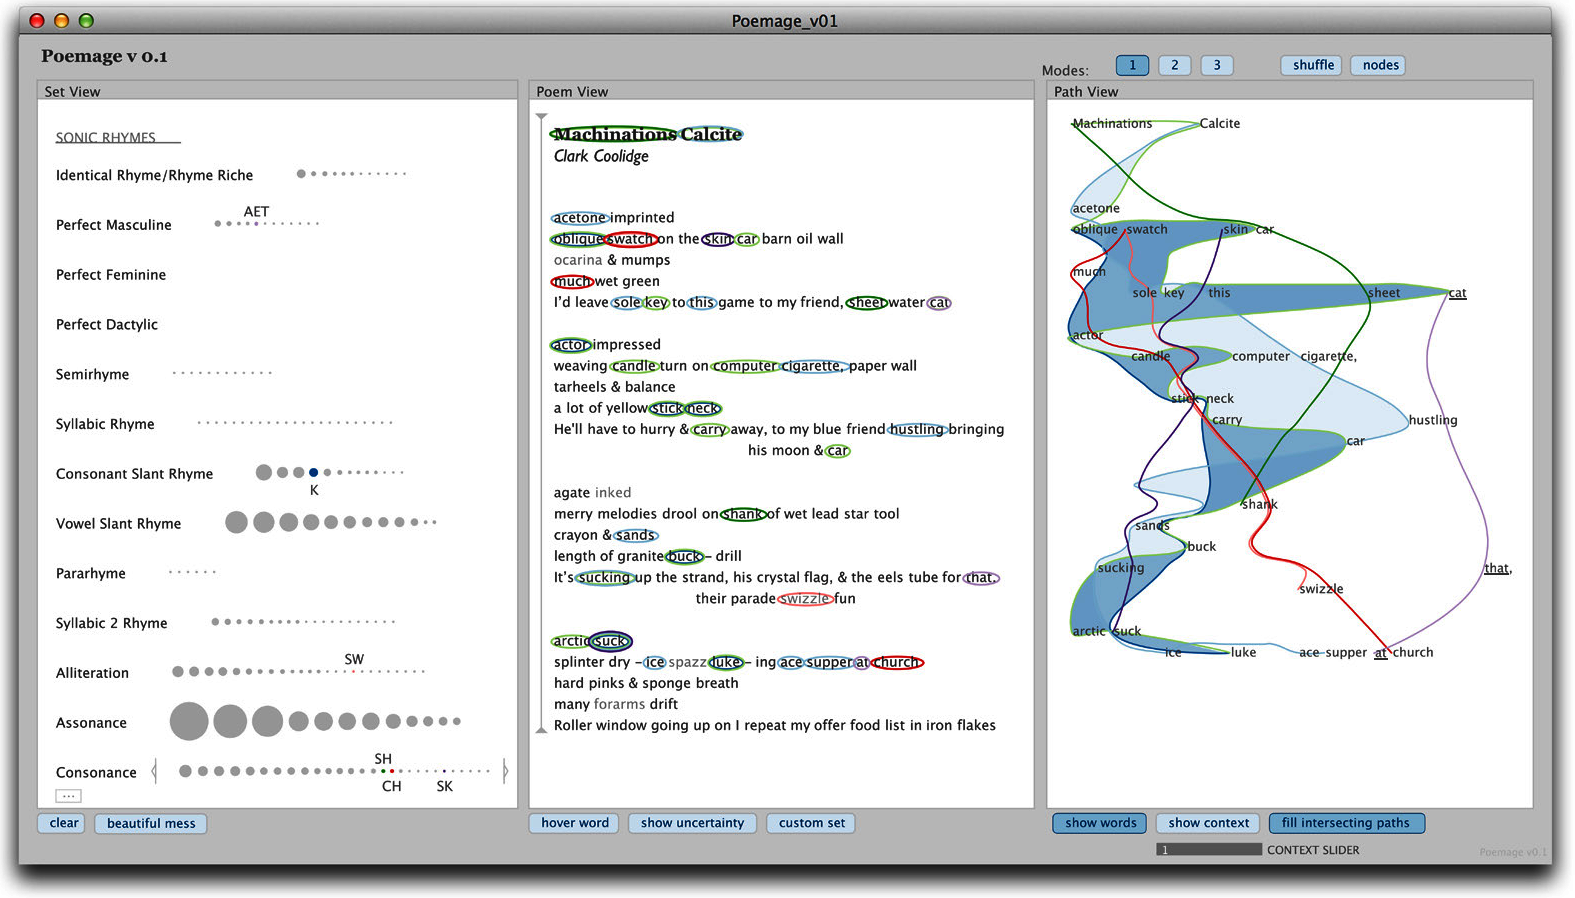 Poemage_v01
Poemage v 0.1
Modes: 1 2 3 shuffle nodes
Set View
SONIC RHYMES
Identical Rhyme/Rhyme Riche
AET
Perfect Masculine
Perfect Feminine
Perfect Dactylic
Semirhyme
Syllabic Rhyme
Consonant Slant Rhyme
K
Vowel Slant Rhyme
Pararhyme
Syllabic 2 Rhyme
SW
Alliteration
Assonance
SH
Consonance
CH SK
...
clear beautiful mess
Poem View
Machinations Calcite
Clark Coolidge
acetone imprinted
oblique swatch on the skin car barn oil wall
ocarina & mumps
much wet green
I'd leave sole key to this game to my friend, sheet water cat
actor impressed
weaving candle turn on computer cigarette, paper wall
tarheels & balance
a lot of yellow stick neck
He'll have to hurry & carry away, to my blue friend hustling bringing
his moon & car
agate inked
merry melodies drool on shank of wet lead star tool
crayon & sands
length of granite buck – drill
It's sucking up the strand, his crystal flag, & the eels tube for that,
their parade swizzle fun
arctic suck
splinter dry – ice spazz luke – ing ace supper at church
hard pinks & sponge breath
many forarms drift
Roller window going up on I repeat my offer food list in iron flakes
hover word show uncertainty custom set
Path View
Machinations Calcite
acetone
oblique swatch skin car
much
sole key this sheet cat
actor
candle computer cigarette,
stick neck
carry hustling
car
shank
sands
buck
sucking that,
swizzle
arctic suck
ice luke ace supper at church
show words show context fill intersecting paths
1 CONTEXT SLIDER
Poemage v0.1